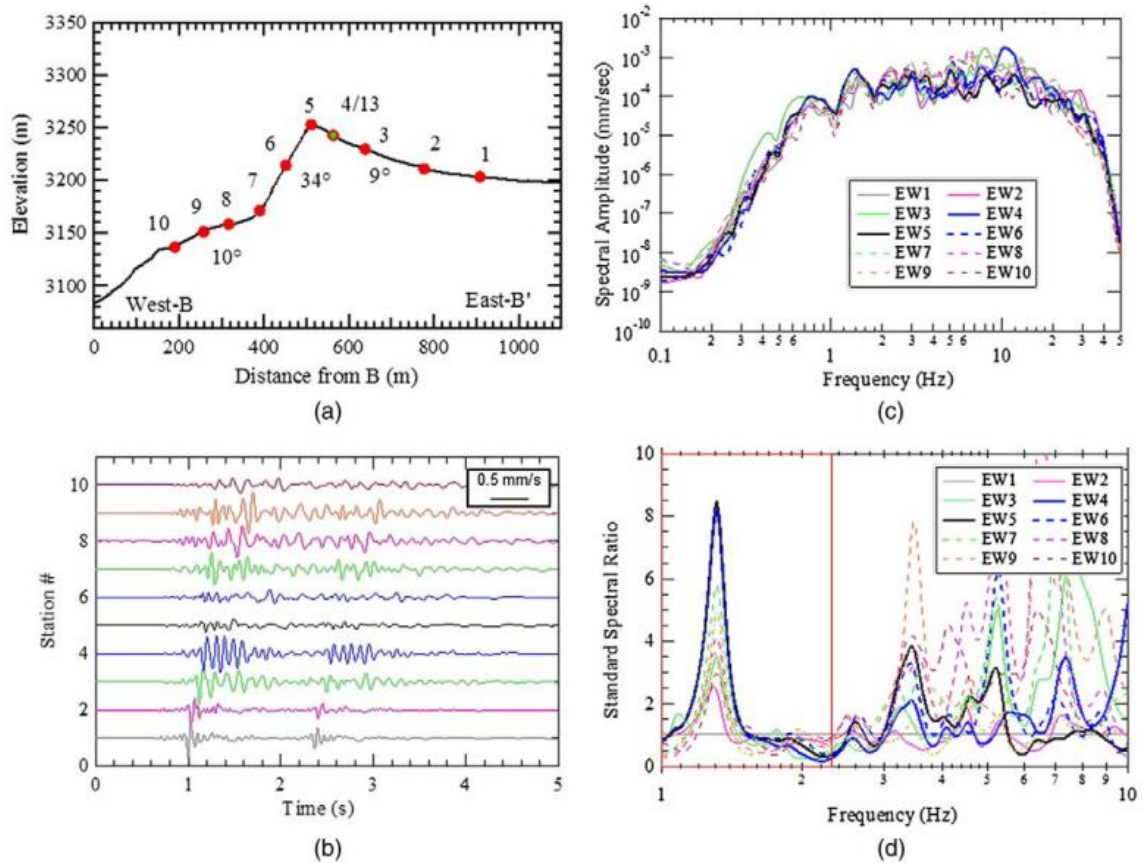 3350
3300
3250
3200
3150
3100
Elevation (m)
5
4/13
6
3
2
1
34°
9°
7
8
9
10
10°
West-B
East-B'
0 200 400 600 800 1000
Distance from B (m)
(a)
10⁻²
10⁻³
10⁻⁴
10⁻⁵
10⁻⁶
10⁻⁷
10⁻⁸
10⁻⁹
10⁻¹⁰
Spectral Amplitude (mm/sec)
EW1 EW2
EW3 EW4
EW5 EW6
EW7 EW8
EW9 EW10
0.1 2 3 4 5 6 1 2 3 4 5 6 10 2 3 4 5
Frequency (Hz)
(c)
10
8
6
4
2
0
Station #
0.5 mm/s
0 1 2 3 4 5
Time (s)
(b)
10
8
6
4
2
0
Standard Spectral Ratio
EW1 EW2
EW3 EW4
EW5 EW6
EW7 EW8
EW9 EW10
1 2 3 4 5 6 7 8 9 10
Frequency (Hz)
(d)